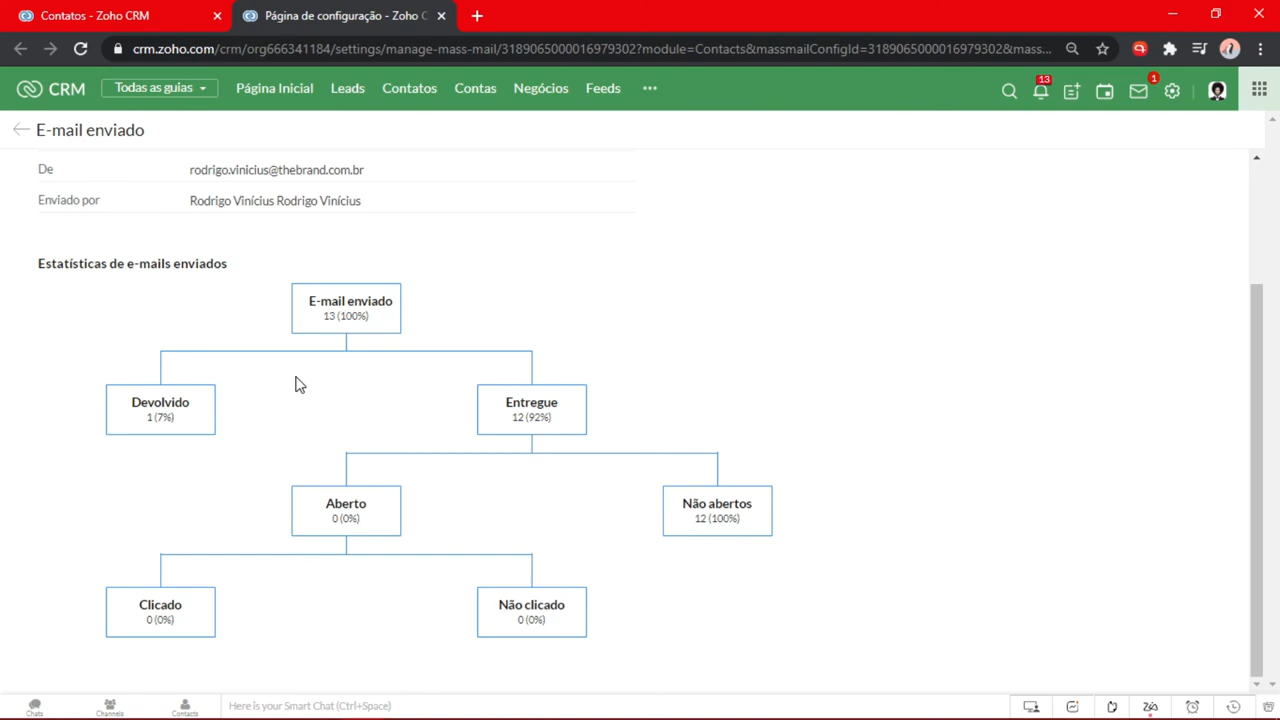 Contatos - Zoho CRM
Página de configuração - Zoho C
crm.zoho.com/crm/org666341184/settings/manage-mass-mail/3189065000016979302?module=Contacts&massmailConfigId=3189065000016979302&mass...
CRM
Todas as guias
Página Inicial
Leads
Contatos
Contas
Negócios
Feeds
13
1
E-mail enviado
De
rodrigo.vinicius@thebrand.com.br
Enviado por
Rodrigo Vinícius Rodrigo Vinícius
Estatísticas de e-mails enviados
E-mail enviado
13 (100%)
Devolvido
1 (7%)
Entregue
12 (92%)
Aberto
0 (0%)
Não abertos
12 (100%)
Clicado
0 (0%)
Não clicado
0 (0%)
Chats
Channels
Contacts
Here is your Smart Chat (Ctrl+Space)